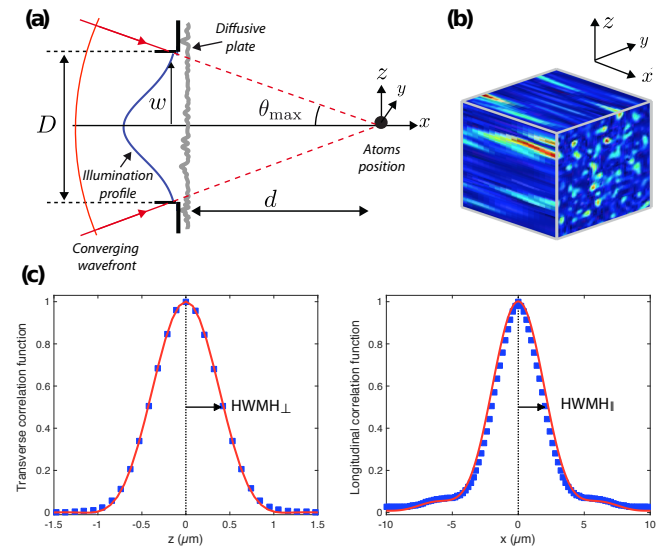 (a)
Diffusive
plate
D
w
θmax
z
y
x
Atoms
position
Illumination
profile
d
Converging
wavefront
(b)
z
y
x
(c)
Transverse correlation function
1
0.8
0.6
0.4
0.2
0
HWMH⊥
-1.5 -1 -0.5 0 0.5 1 1.5
z (µm)
Longitudinal correlation function
1
0.8
0.6
0.4
0.2
HWMH∥
-10 -5 0 5 10
x (µm)